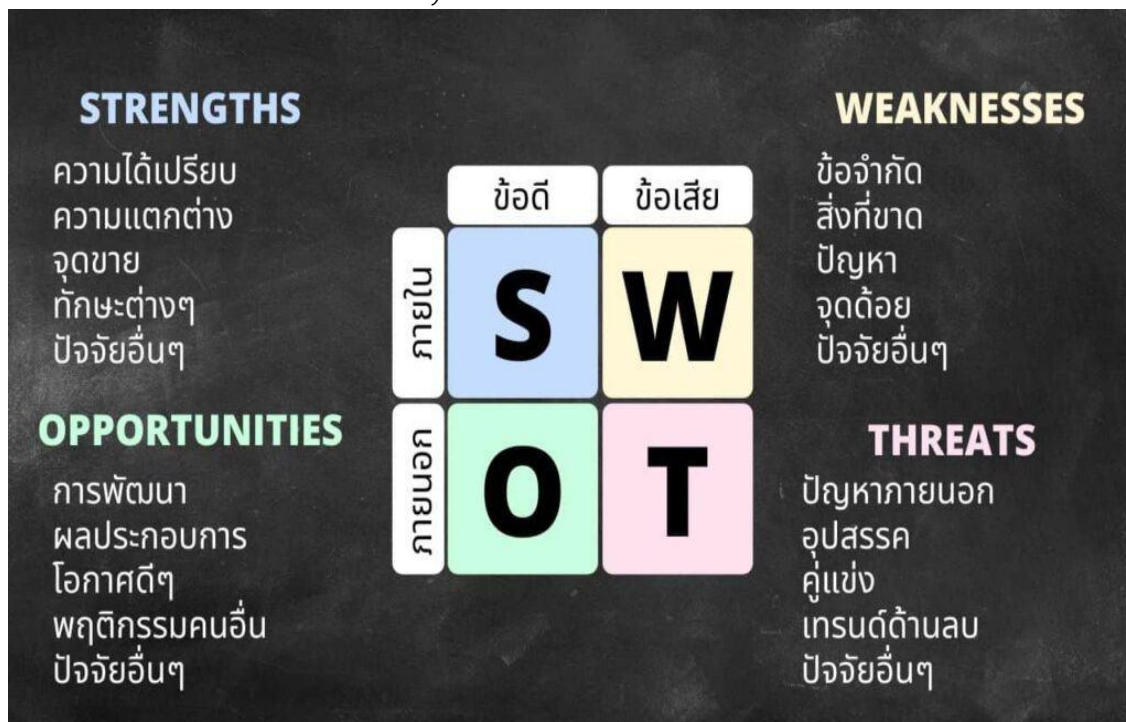 STRENGTHS
ความได้เปรียบ
ความแตกต่าง
จุดขาย
ทักษะต่างๆ
ปัจจัยอื่นๆ
WEAKNESSES
ข้อจำกัด
สิ่งที่ขาด
ปัญหา
จุดด้อย
ปัจจัยอื่นๆ
ข้อดี
ข้อเสีย
ภายใน
S
W
ภายนอก
O
T
OPPORTUNITIES
การพัฒนา
ผลประกอบการ
โอกาศดีๆ
พฤติกรรมคนอื่น
ปัจจัยอื่นๆ
THREATS
ปัญหาภายนอก
อุปสรรค
คู่แข่ง
เทรนด์ด้านลบ
ปัจจัยอื่นๆ